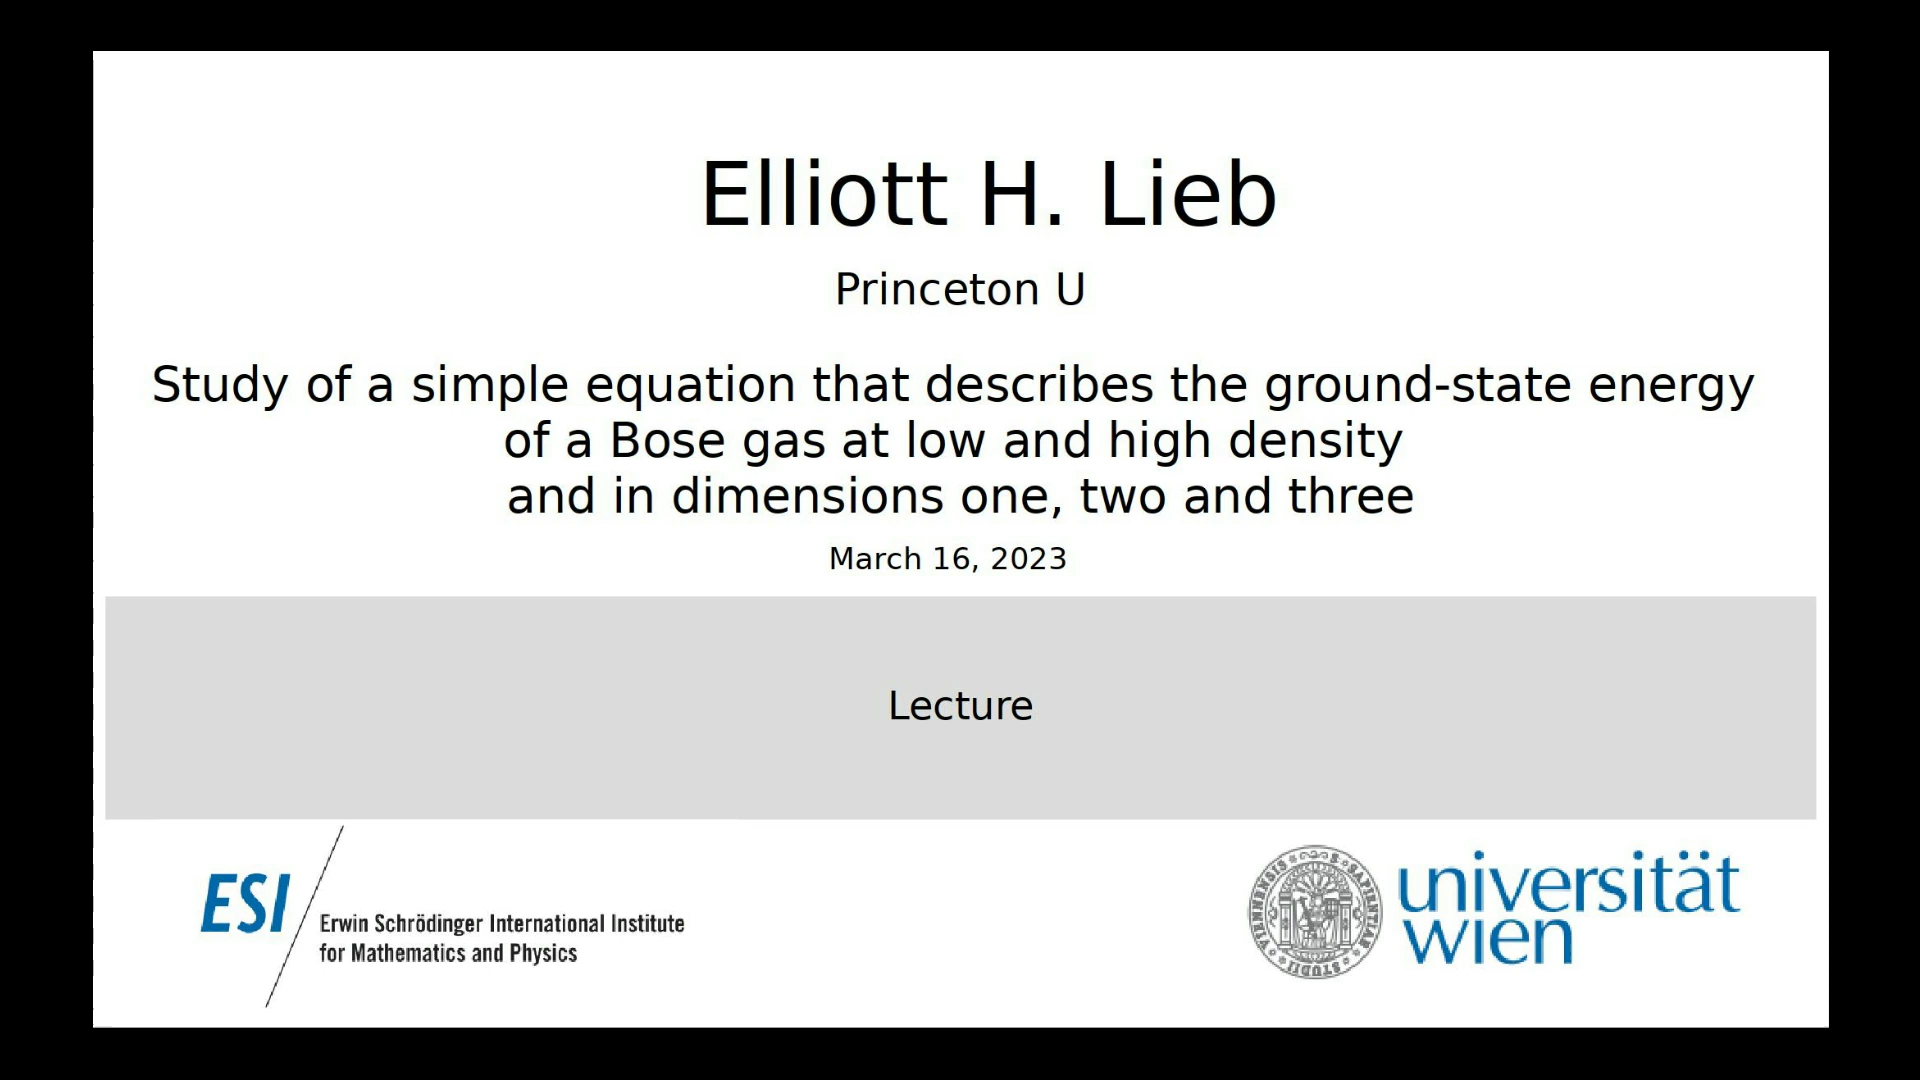 Elliott H. Lieb
Princeton U
Study of a simple equation that describes the ground-state energy
of a Bose gas at low and high density
and in dimensions one, two and three
March 16, 2023
Lecture
ESI
Erwin Schrödinger International Institute
for Mathematics and Physics
universität
wien